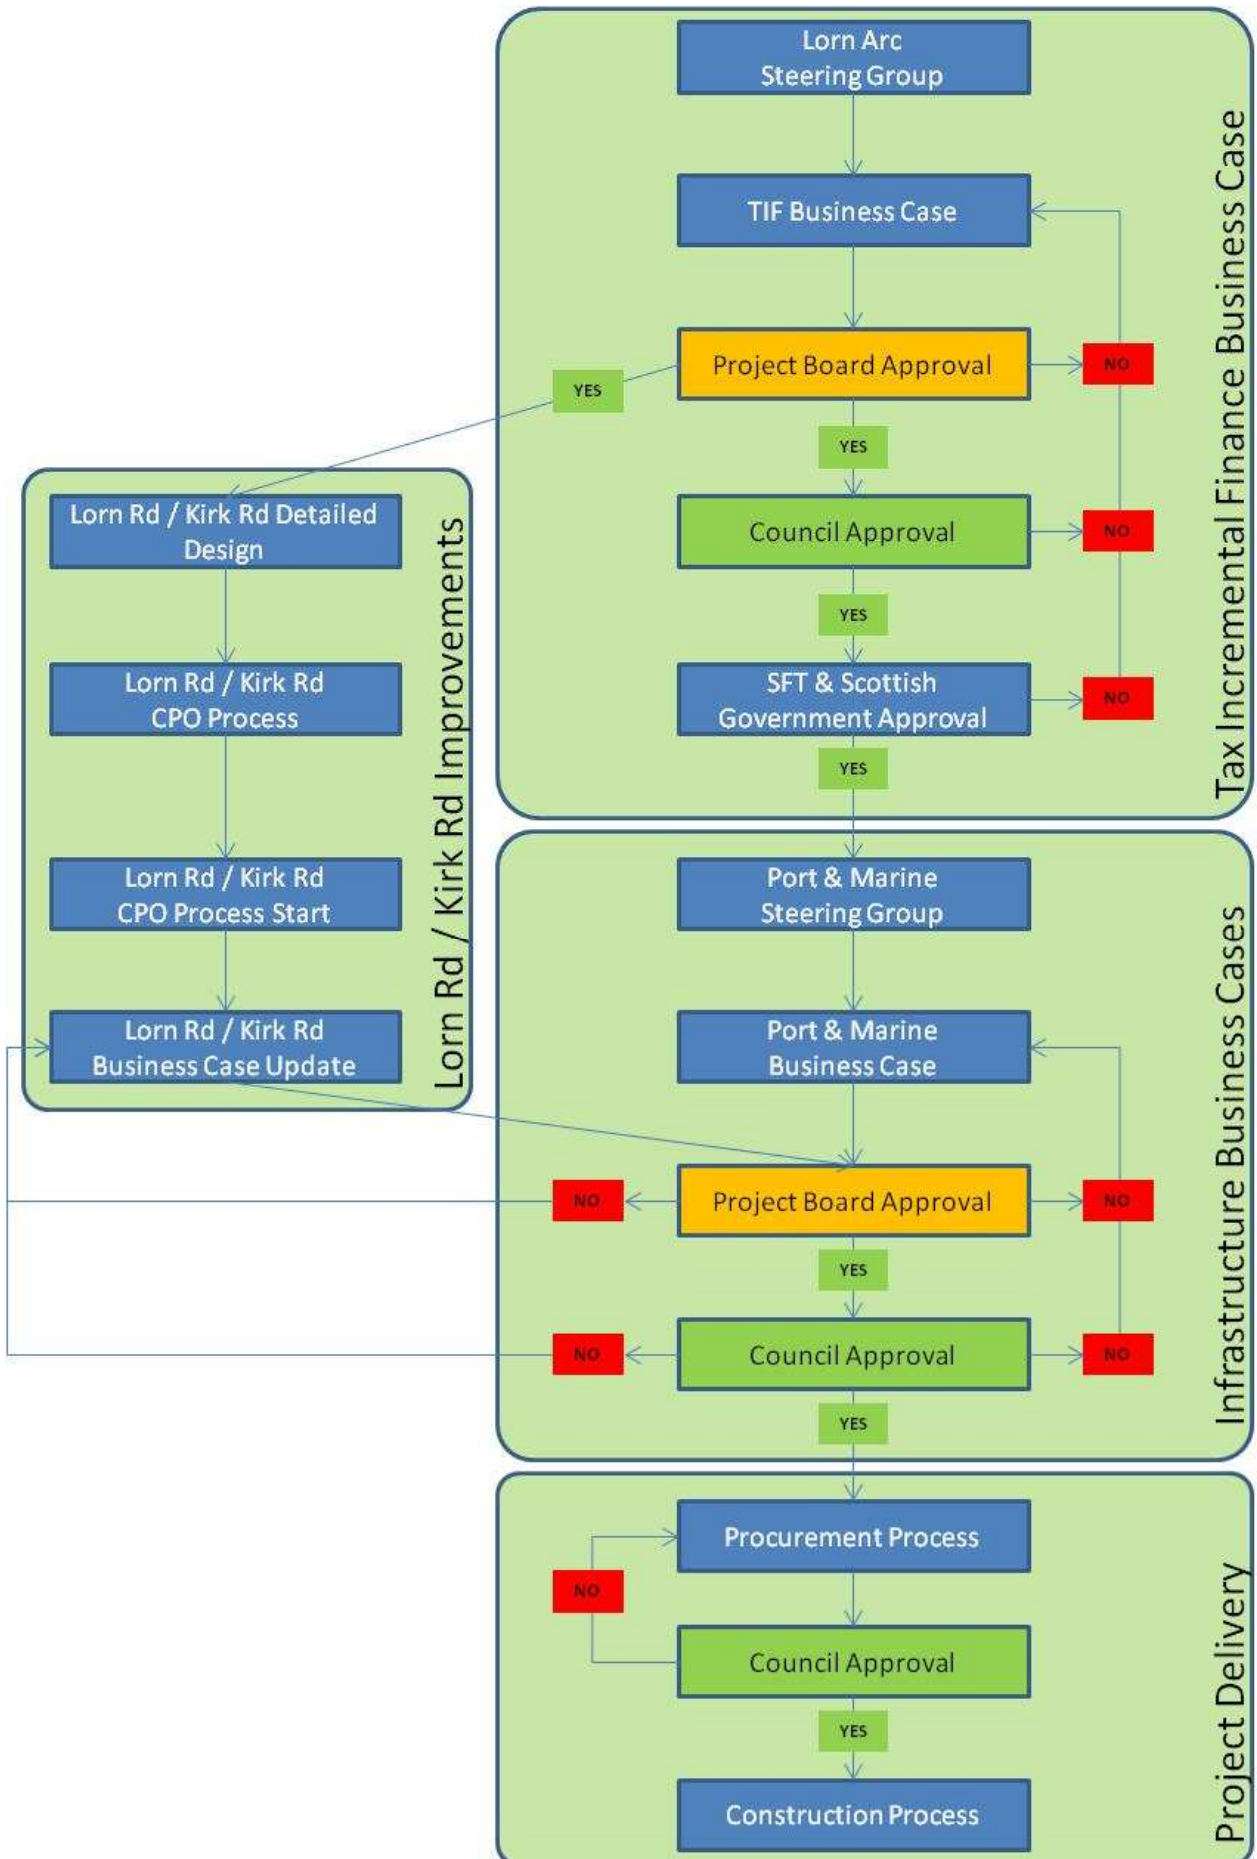 Lorn Arc
Steering Group
TIF Business Case
Project Board Approval
NO
YES
YES
Council Approval
NO
YES
SFT & Scottish
Government Approval
NO
YES
Tax Incremental Finance Business Case
Lorn Rd / Kirk Rd Detailed
Design
Lorn Rd / Kirk Rd
CPO Process
Lorn Rd / Kirk Rd
CPO Process Start
Lorn Rd / Kirk Rd
Business Case Update
Lorn Rd / Kirk Rd Improvements
Port & Marine
Steering Group
Port & Marine
Business Case
NO
Project Board Approval
NO
YES
NO
Council Approval
NO
YES
Infrastructure Business Cases
Procurement Process
NO
Council Approval
YES
Construction Process
Project Delivery